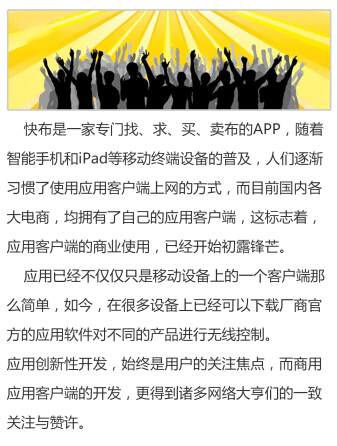 快布是一家专门找、求、买、卖布的APP，随着
智能手机和iPad等移动终端设备的普及，人们逐渐
习惯了使用应用客户端上网的方式，而目前国内各
大电商，均拥有了自己的应用客户端，这标志着，
应用客户端的商业使用，已经开始初露锋芒。
应用已经不仅仅只是移动设备上的一个客户端那
么简单，如今，在很多设备上已经可以下载厂商官
方的应用软件对不同的产品进行无线控制。
应用创新性开发，始终是用户的关注焦点，而商用
应用客户端的开发，更得到诸多网络大亨们的一致
关注与赞许。